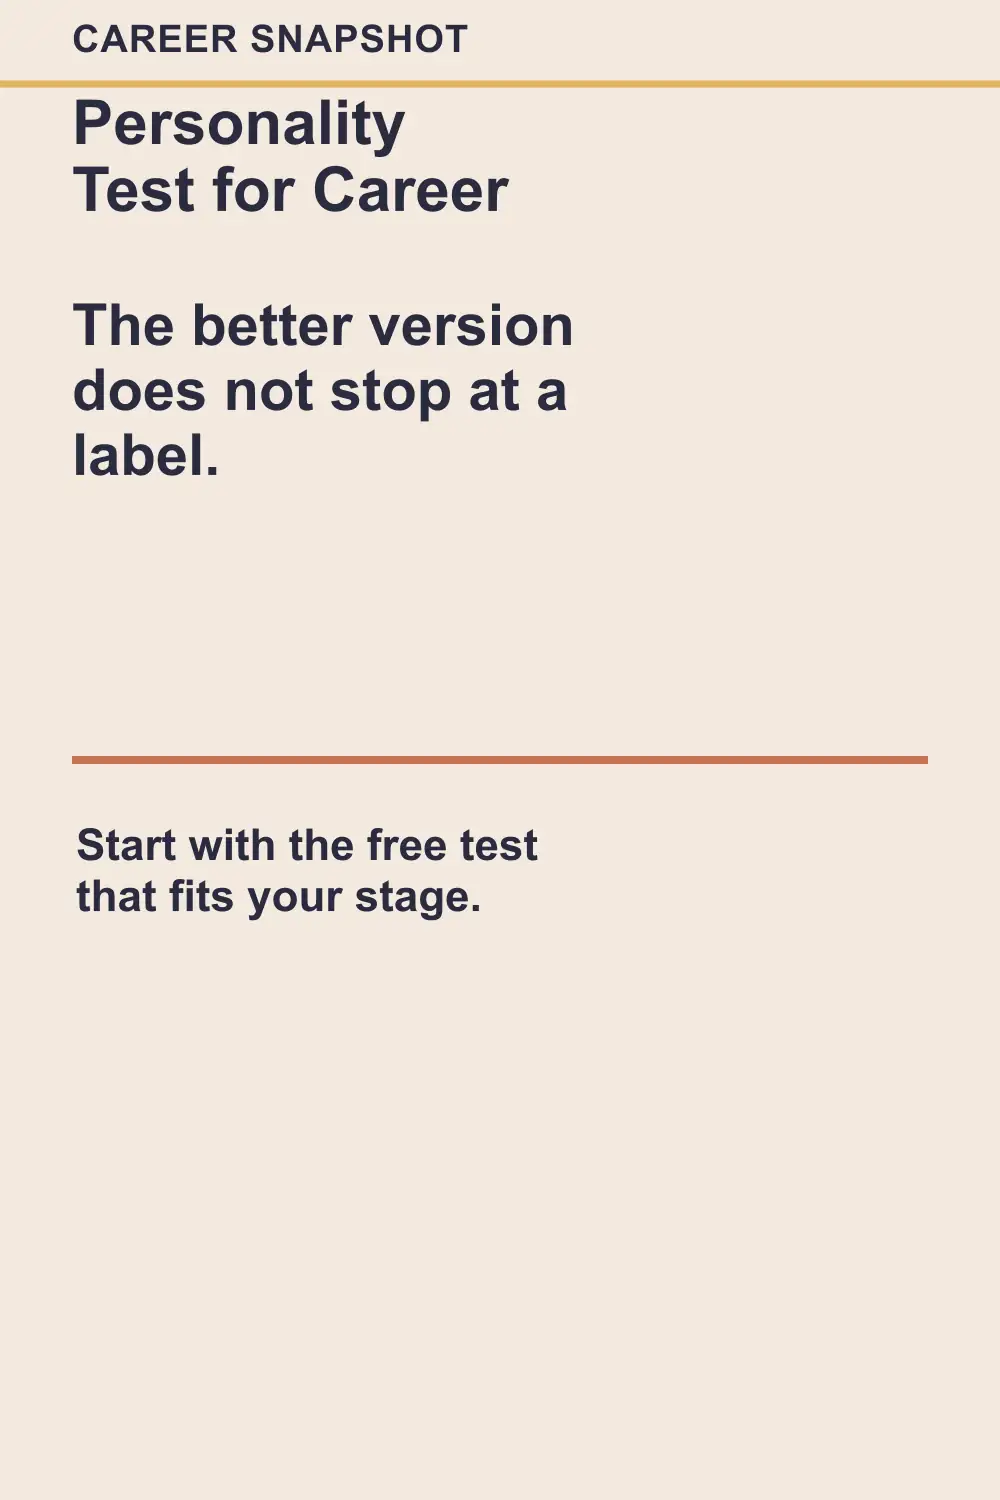 CAREER SNAPSHOT
Personality
Test for Career
The better version
does not stop at a
label.
Start with the free test
that fits your stage.